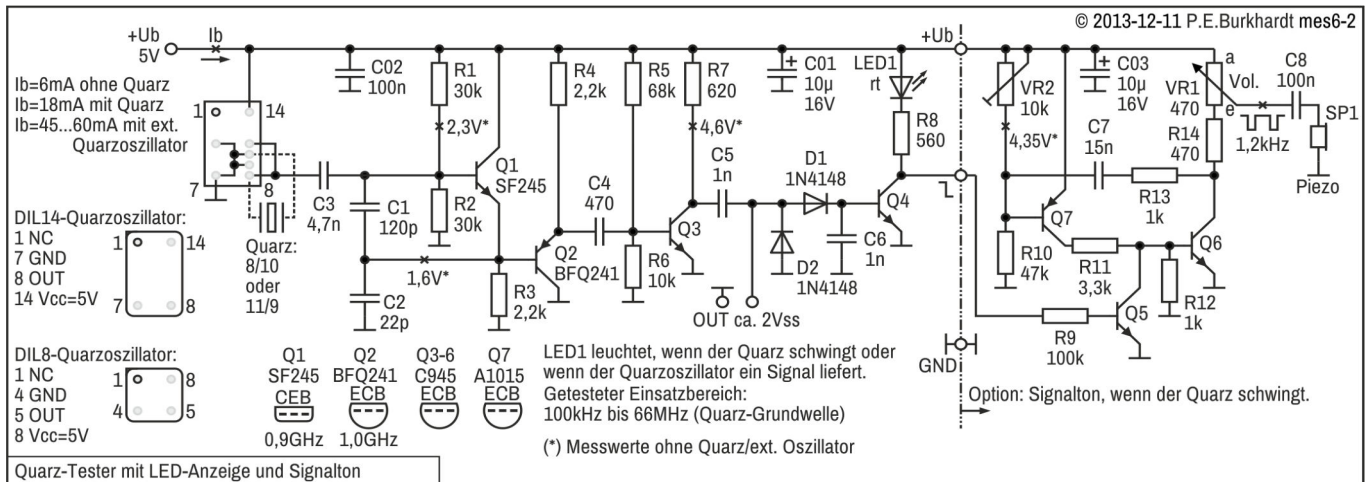 © 2013-12-11 P.E.Burkhardt mes6-2
+Ub
5V
Ib
Ib=6mA ohne Quarz
Ib=18mA mit Quarz
Ib=45...60mA mit ext.
Quarzoszillator
1
14
7
8
C02
100n
R1
30k
2,3V*
Q1
SF245
R2
30k
C3
4,7n
C1
120p
1,6V*
C2
22p
R3
2,2k
R4
2,2k
C4
470
Q2
BFQ241
R5
68k
R6
10k
R7
620
4,6V*
Q3
C5
1n
C01
+
10µ
16V
D1
1N4148
D2
1N4148
C6
1n
OUT ca. 2Vss
LED1
rt
R8
560
Q4
+Ub
VR2
10k
4,35V*
C03
+
10µ
16V
VR1
470
a
e
Vol.
C8
100n
SP1
Piezo
1,2kHz
R14
470
C7
15n
R13
1k
Q7
R10
47k
R11
3,3k
Q6
R12
1k
Q5
R9
100k
GND
Quarz:
8/10
oder
11/9
DIL14-Quarzoszillator:
1 NC
7 GND
8 OUT
14 Vcc=5V
1
14
7
8
DIL8-Quarzoszillator:
1 NC
4 GND
5 OUT
8 Vcc=5V
1
8
4
5
Q1
SF245
CEB
0,9GHz
Q2
BFQ241
ECB
1,0GHz
Q3-6
C945
ECB
Q7
A1015
ECB
LED1 leuchtet, wenn der Quarz schwingt oder
wenn der Quarzoszillator ein Signal liefert.
Getesteter Einsatzbereich:
100kHz bis 66MHz (Quarz-Grundwelle)
(*) Messwerte ohne Quarz/ext. Oszillator
Option: Signalton, wenn der Quarz schwingt.
Quarz-Tester mit LED-Anzeige und Signalton